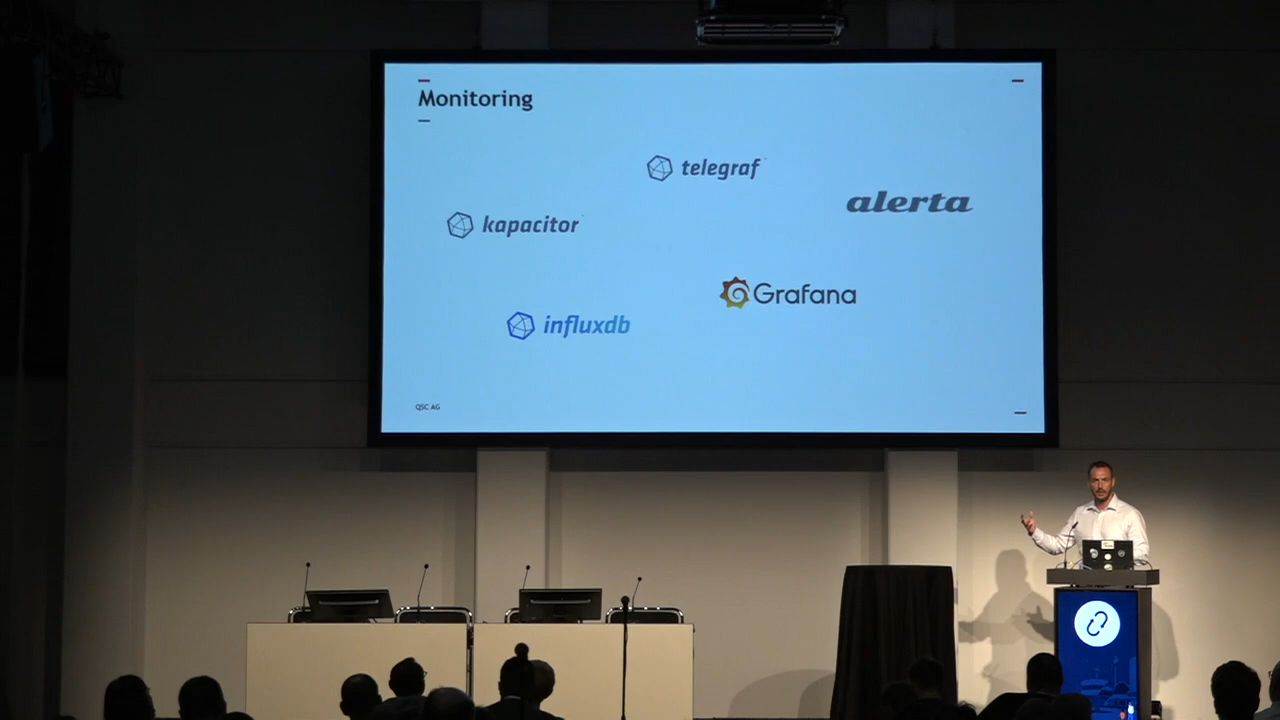 Monitoring
telegraf
alerta
kapacitor
Grafana
influxdb
QSC AG